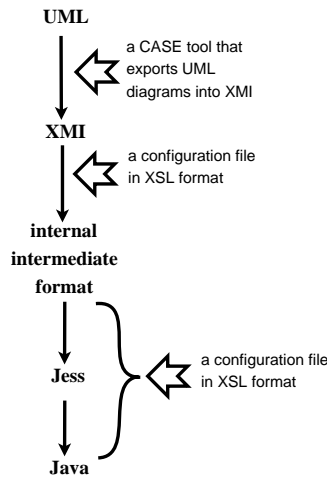 UML
a CASE tool that
exports UML
diagrams into XMI
XMI
a configuration file
in XSL format
internal
intermediate
format
a configuration file
in XSL format
Jess
Java